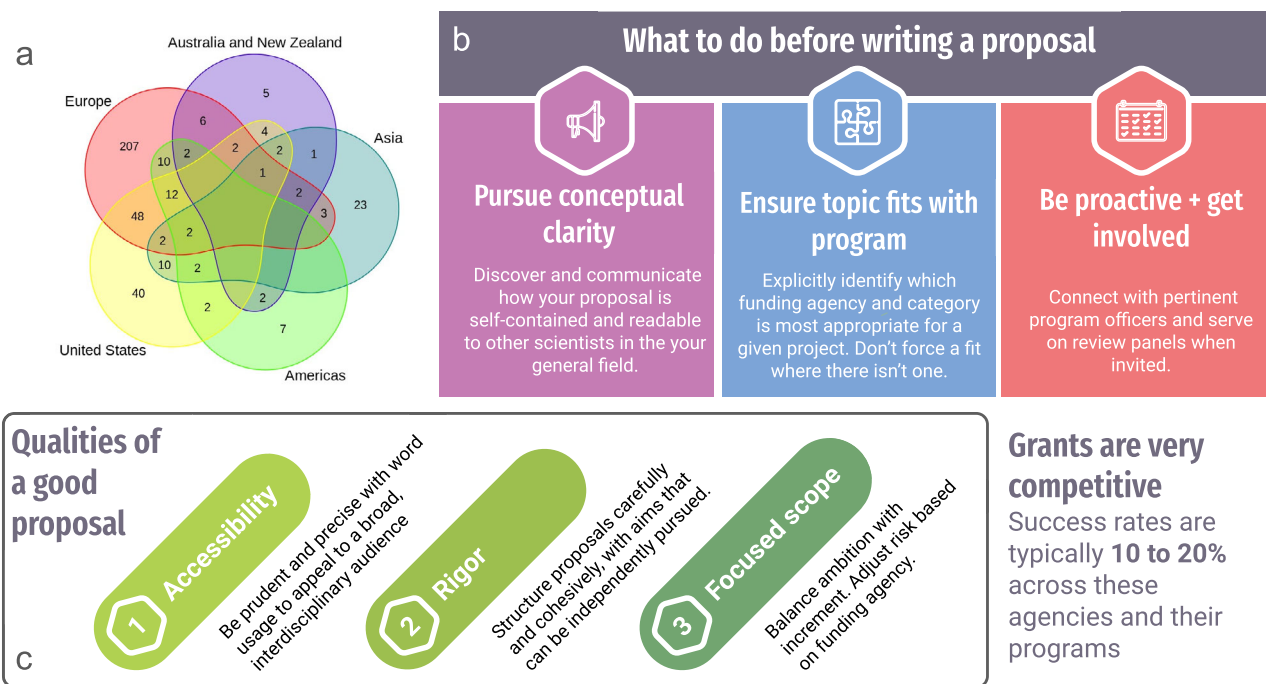 a
Australia and New Zealand
Europe
Asia
United States
Americas
5
6
4
207
2
2
1
10
2
1
12
2
23
48
3
2
2
10
2
40
2
2
7
b
What to do before writing a proposal
Pursue conceptual
clarity
Discover and communicate
how your proposal is
self-contained and readable
to other scientists in the your
general field.
Ensure topic fits with
program
Explicitly identify which
funding agency and category
is most appropriate for a
given project. Don’t force a fit
where there isn’t one.
Be proactive + get
involved
Connect with pertinent
program officers and serve
on review panels when
invited.
c
Qualities of
a good
proposal
1
Accessibility
Be prudent and precise with word
usage to appeal to a broad,
interdisciplinary audience
2
Rigor
Structure proposals carefully
and cohesively, with aims that
can be independently pursued.
3
Focused scope
Balance ambition with
increment. Adjust risk based
on funding agency.
Grants are very
competitive
Success rates are
typically 10 to 20%
across these
agencies and their
programs